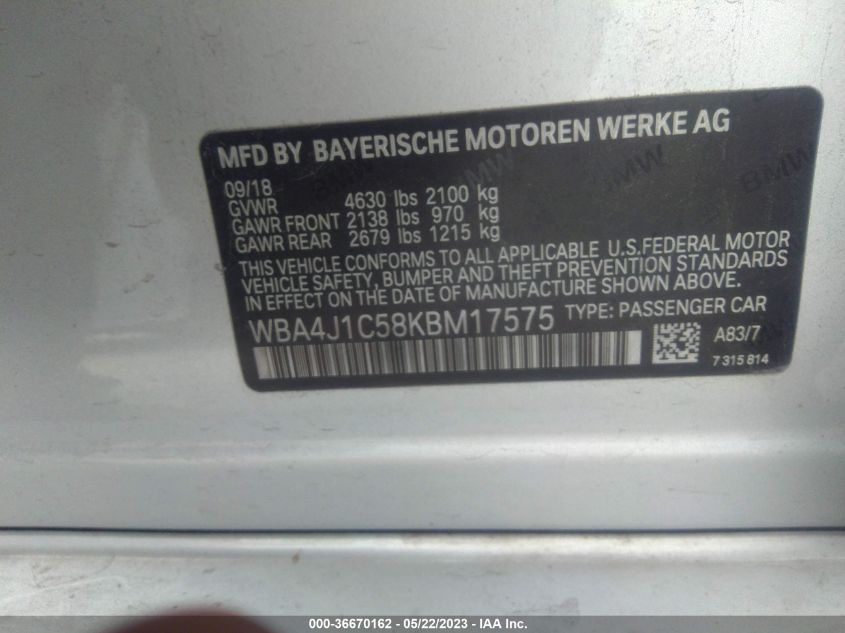 MFD BY BAYERISCHE MOTOREN WERKE AG
09/18
GVWR 4630 lbs 2100 kg
GAWR FRONT 2138 lbs 970 kg
GAWR REAR 2679 lbs 1215 kg
THIS VEHICLE CONFORMS TO ALL APPLICABLE U.S.FEDERAL MOTOR
VEHICLE SAFETY, BUMPER AND THEFT PREVENTION STANDARDS
IN EFFECT ON THE DATE OF MANUFACTURE SHOWN ABOVE.
WBA4J1C58KBM17575 TYPE: PASSENGER CAR
A83/7
7 315 814
BMW
BMW
BMW
000-36670162 - 05/22/2023 - IAA Inc.